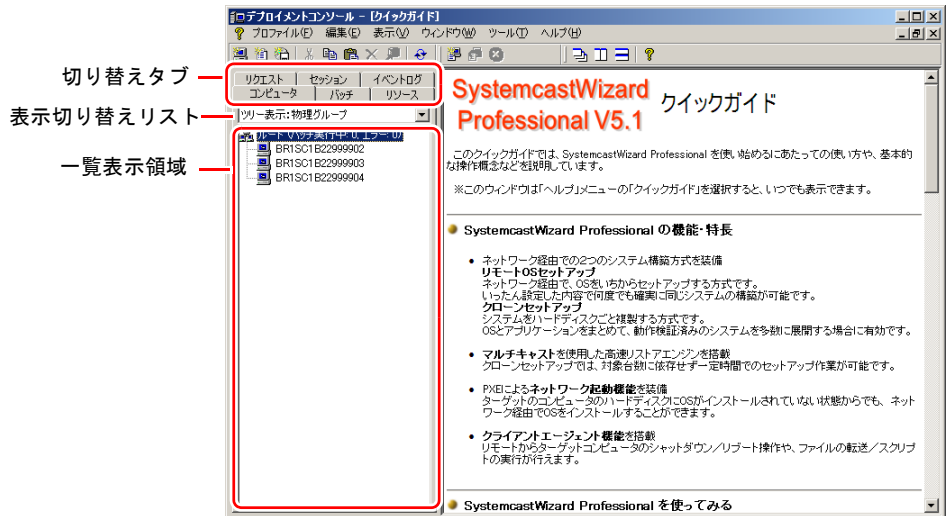 デプロイメントコンソール - [クイックガイド]
プロファイル(F) 編集(E) 表示(V) ウィンドウ(W) ツール(T) ヘルプ(H)
切り替えタブ
リクエスト セッション イベントログ
コンピュータ バッチ リソース
表示切り替えリスト
ツリー表示:物理グループ
一覧表示領域
ルート (バッチ実行中: 0, エラー: 0)
BR1SC1B22999902
BR1SC1B22999903
BR1SC1B22999904
SystemcastWizard
Professional V5.1
クイックガイド
このクイックガイドでは、SystemcastWizard Professional を使い始めるにあたっての使い方や、基本的
な操作概念などを説明しています。
※このウィンドウは「ヘルプ」メニューの「クイックガイド」を選択すると、いつでも表示できます。
SystemcastWizard Professional の機能・特長
• ネットワーク経由での2つのシステム構築方式を装備
リモートOSセットアップ
ネットワーク経由で、OSをいちからセットアップする方式です。
いったん設定した内容で何度でも確実に同じシステムの構築が可能です。
クローンセットアップ
システムをハードディスクごと複製する方式です。
OSとアプリケーションをまとめて、動作検証済みのシステムを多数に展開する場合に有効です。
• マルチキャストを使用した高速リストアエンジンを搭載
クローンセットアップでは、対象台数に依存せず一定時間でのセットアップ作業が可能です。
• PXEによるネットワーク起動機能を装備
ターゲットのコンピュータのハードディスクにOSがインストールされていない状態からでも、ネット
ワーク経由でOSをインストールすることができます。
• クライアントエージェント機能を搭載
リモートからターゲットコンピュータのシャットダウン/リブート操作や、ファイルの転送/スクリプ
トの実行が行えます。
SystemcastWizard Professional を使ってみる